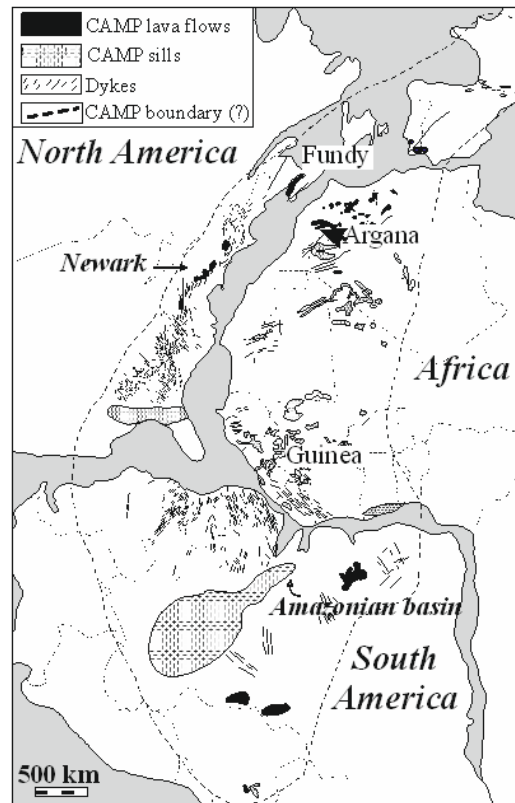 CAMP lava flows
CAMP sills
Dykes
CAMP boundary (?)
North America
Fundy
Argana
Newark
Africa
Guinea
Amazonian basin
South
America
500 km